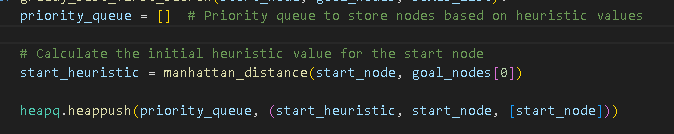 priority_queue = []  # Priority queue to store nodes based on heuristic values
# Calculate the initial heuristic value for the start node
start_heuristic = manhattan_distance(start_node, goal_nodes[0])
heapq.heappush(priority_queue, (start_heuristic, start_node, [start_node]))